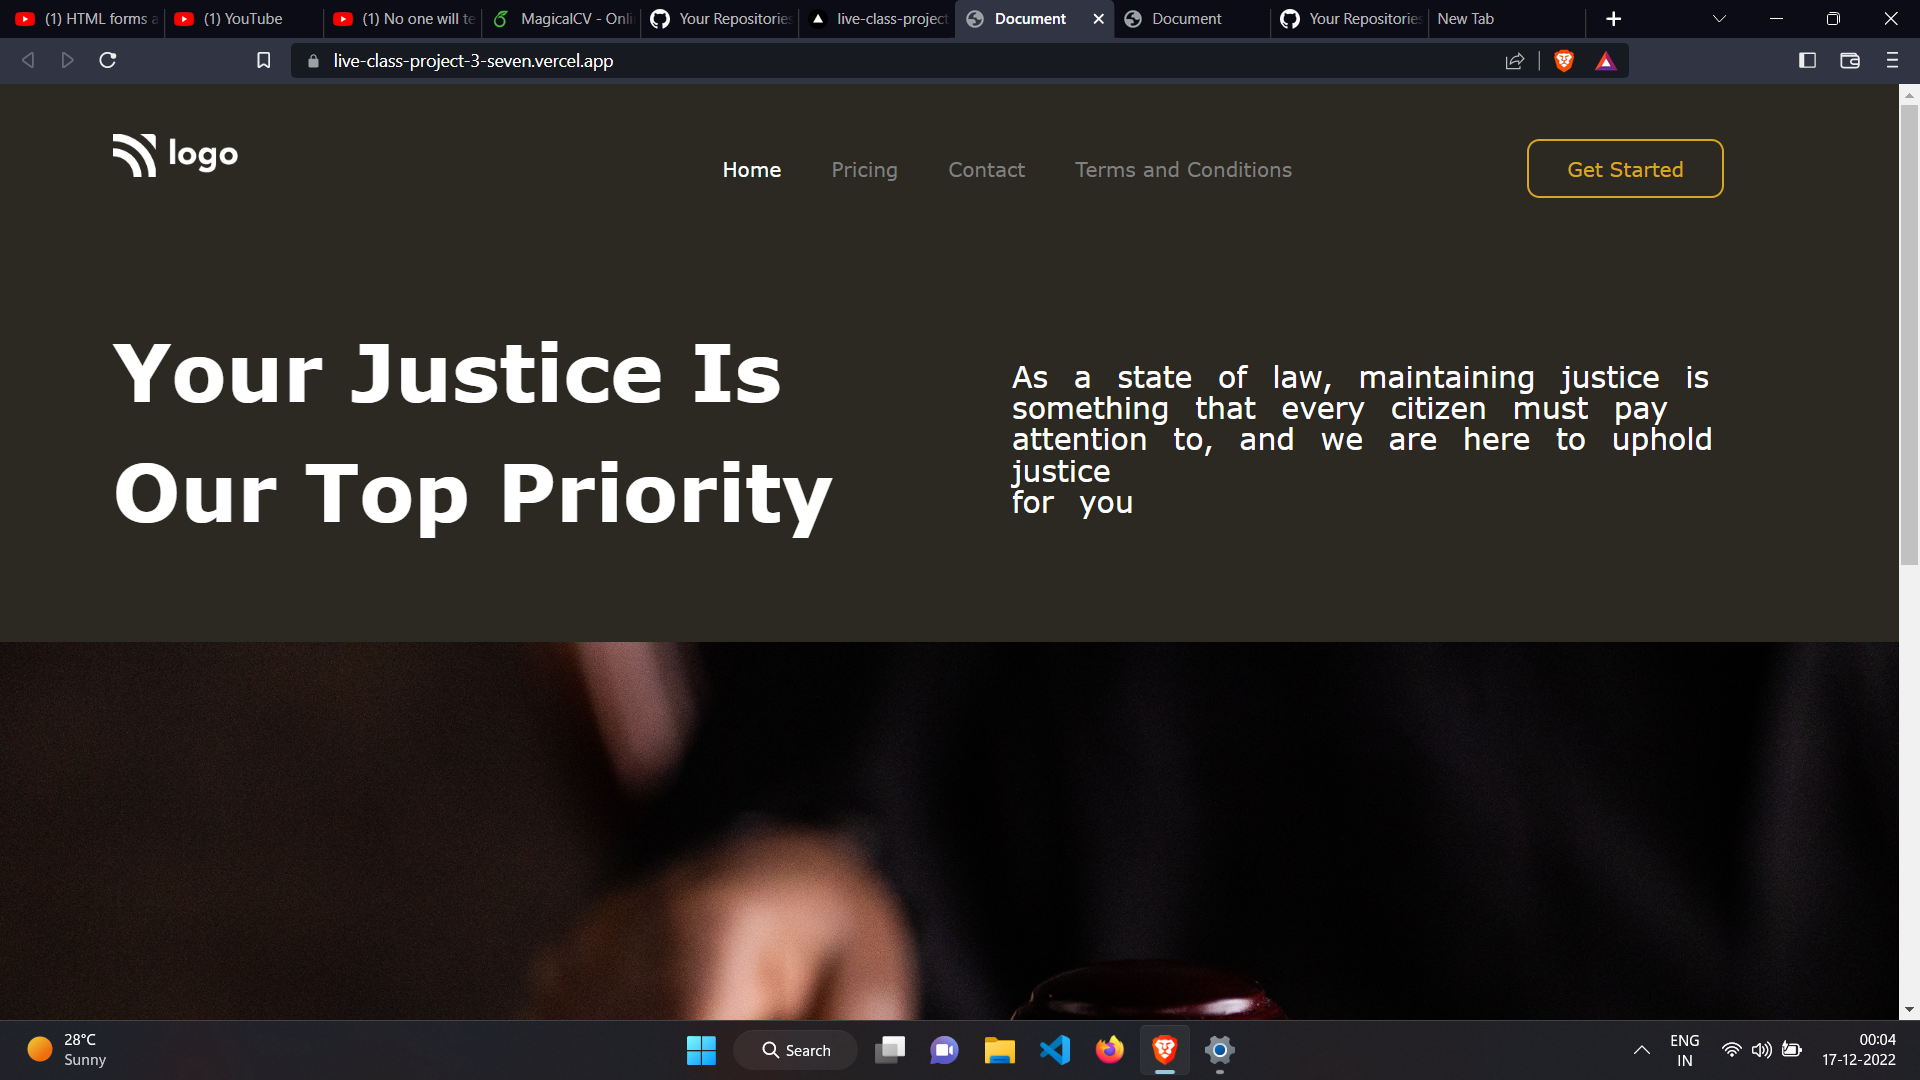 (1) HTML forms a
(1) YouTube
(1) No one will te
MagicalCV - Onli
Your Repositories
live-class-project
Document
Document
Your Repositories
New Tab
live-class-project-3-seven.vercel.app
logo
Home
Pricing
Contact
Terms and Conditions
Get Started
Your Justice Is
Our Top Priority
As a state of law, maintaining justice is
something that every citizen must pay
attention to, and we are here to uphold
justice
for you
28°C
Sunny
Search
ENG
IN
00:04
17-12-2022